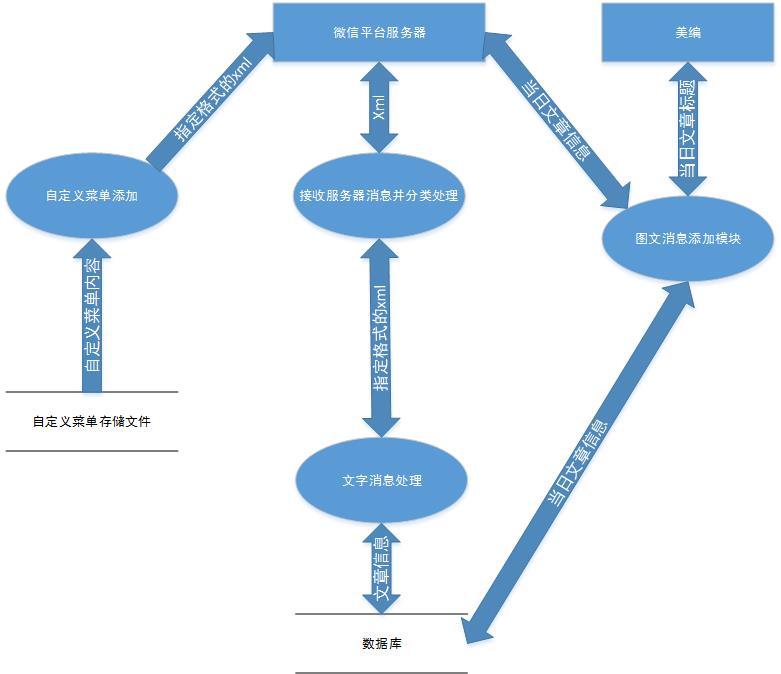 微信平台服务器
美编
指定格式的xml
Xml
当日文章信息
当日文章标题
自定义菜单添加
接收服务器消息并分类处理
图文消息添加模块
自定义菜单内容
指定格式的xml
自定义菜单存储文件
当日文章信息
文字消息处理
文章信息
数据库